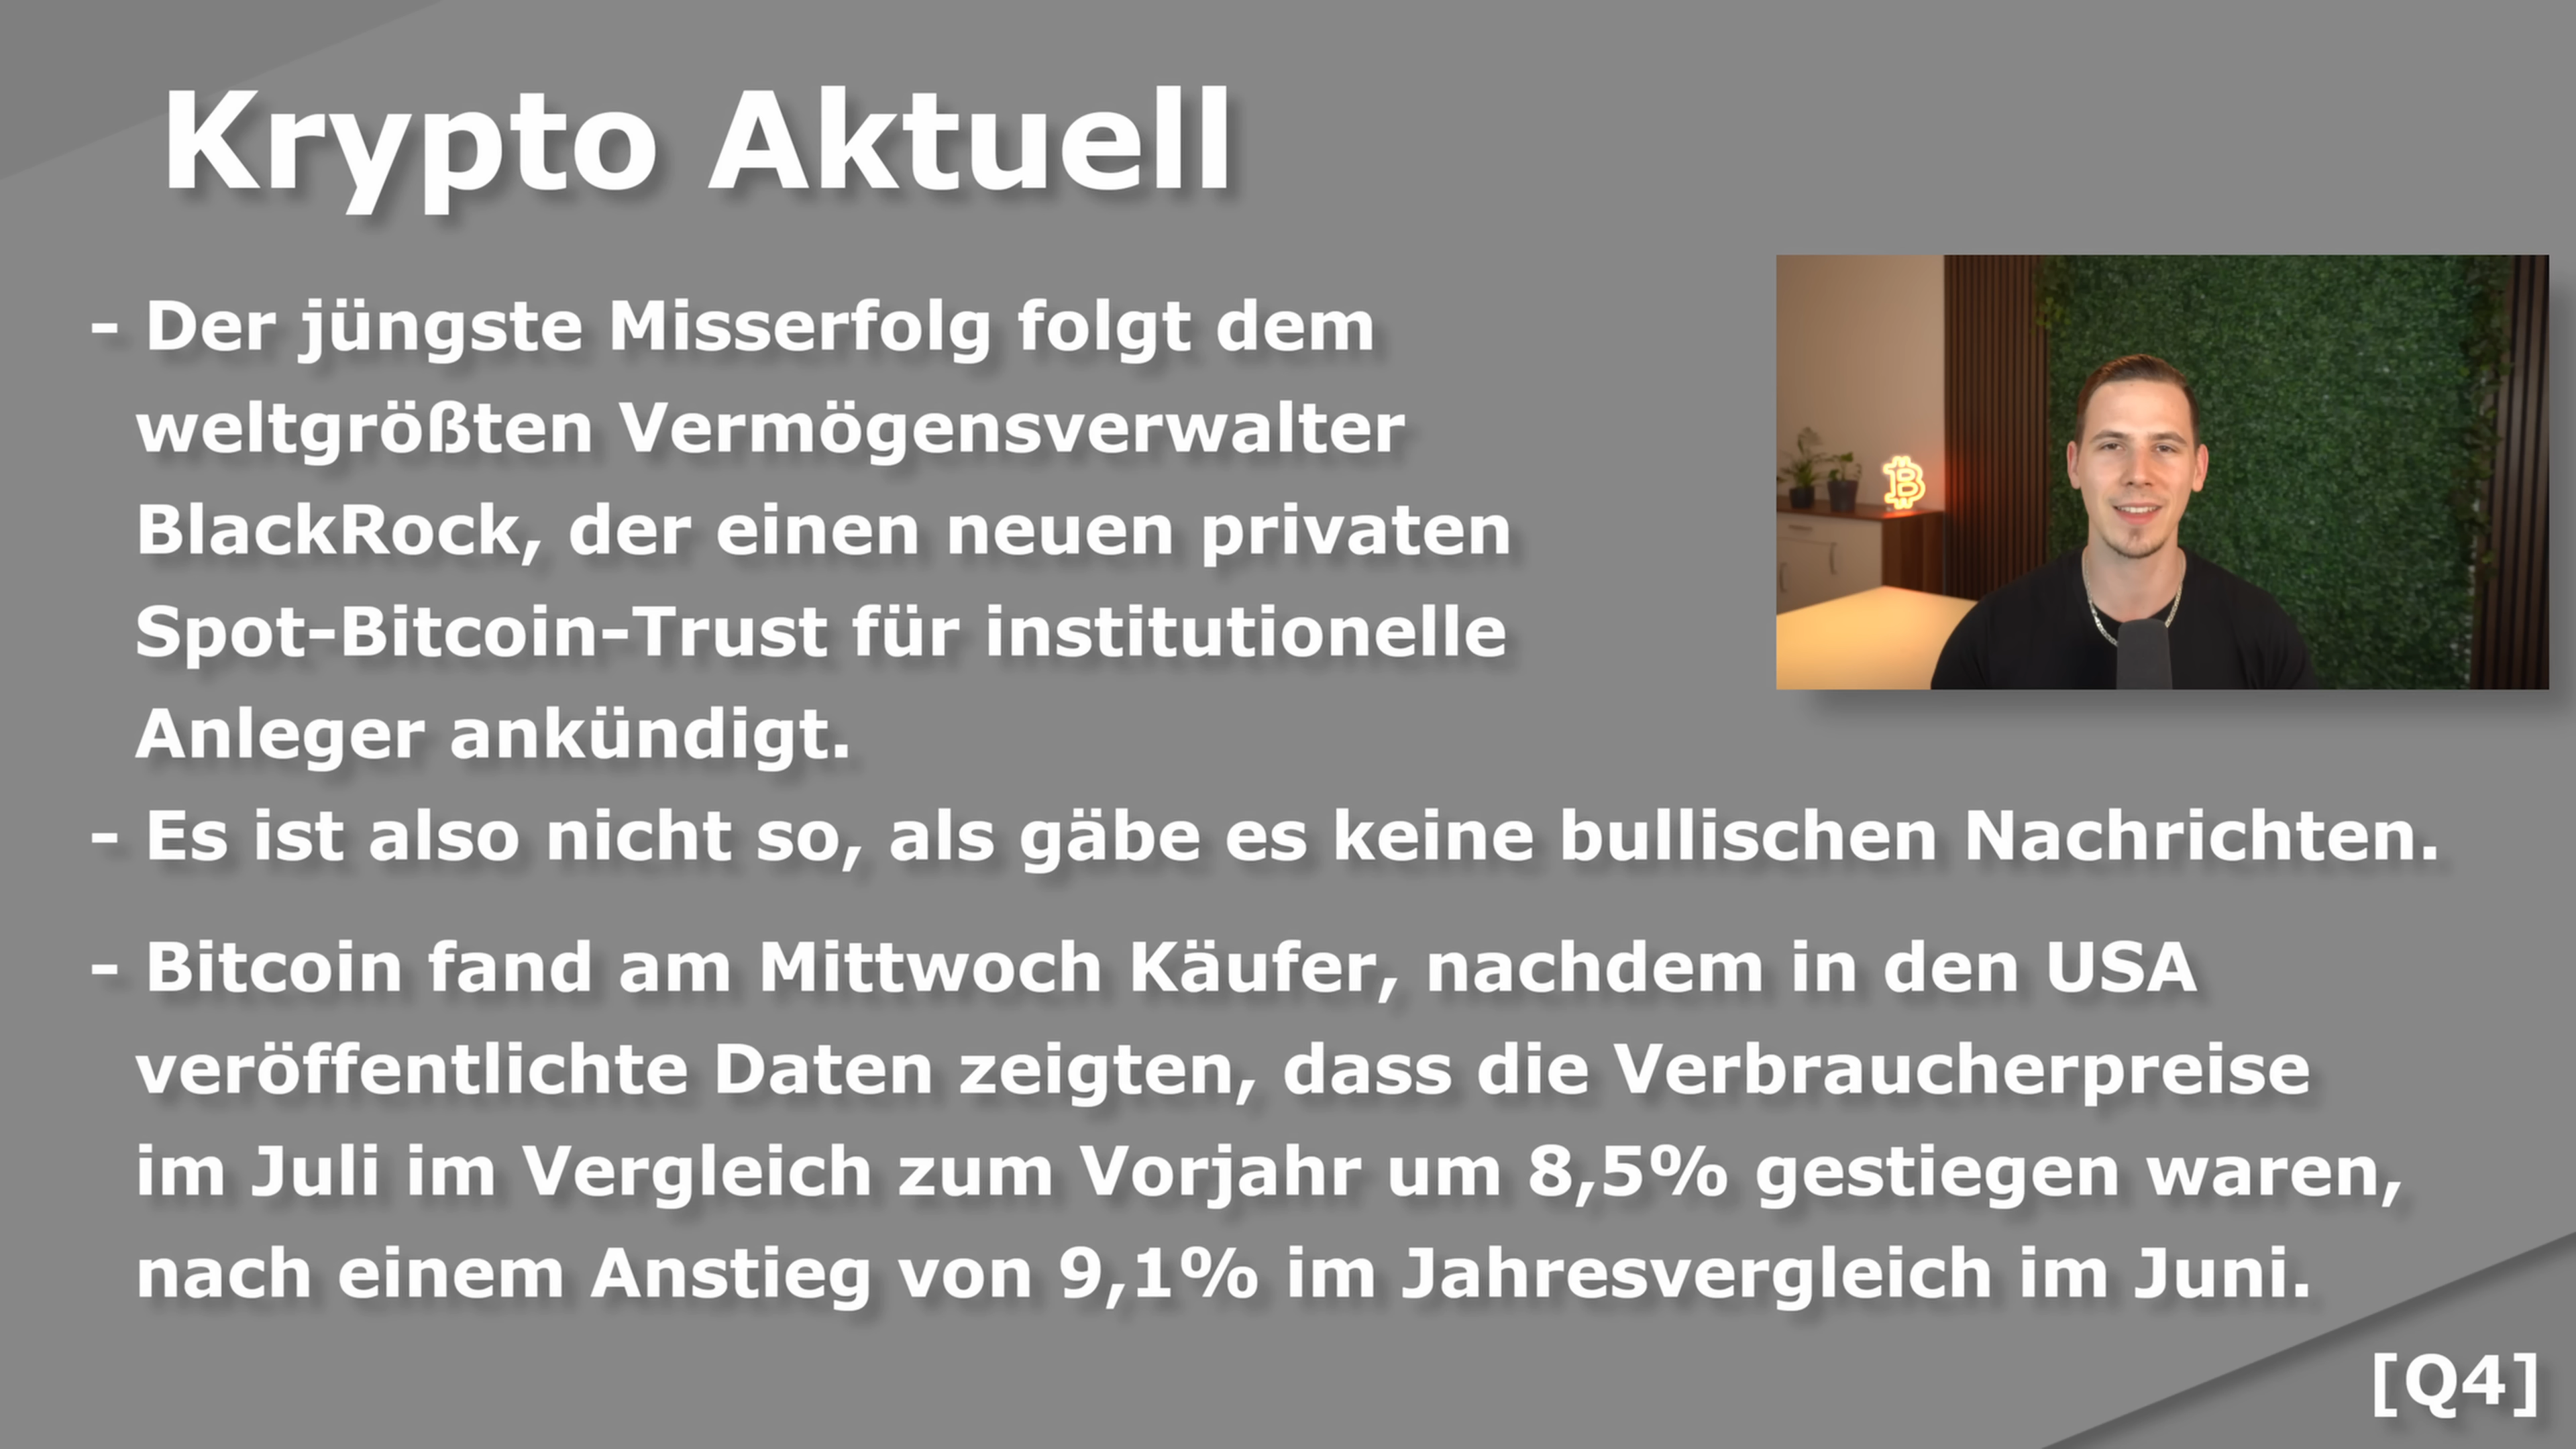 Krypto Aktuell
- Der jüngste Misserfolg folgt dem
weltgrößten Vermögensverwalter
BlackRock, der einen neuen privaten
Spot-Bitcoin-Trust für institutionelle
Anleger ankündigt.
- Es ist also nicht so, als gäbe es keine bullischen Nachrichten.
- Bitcoin fand am Mittwoch Käufer, nachdem in den USA
veröffentlichte Daten zeigten, dass die Verbraucherpreise
im Juli im Vergleich zum Vorjahr um 8,5% gestiegen waren,
nach einem Anstieg von 9,1% im Jahresvergleich im Juni.
[Q4]